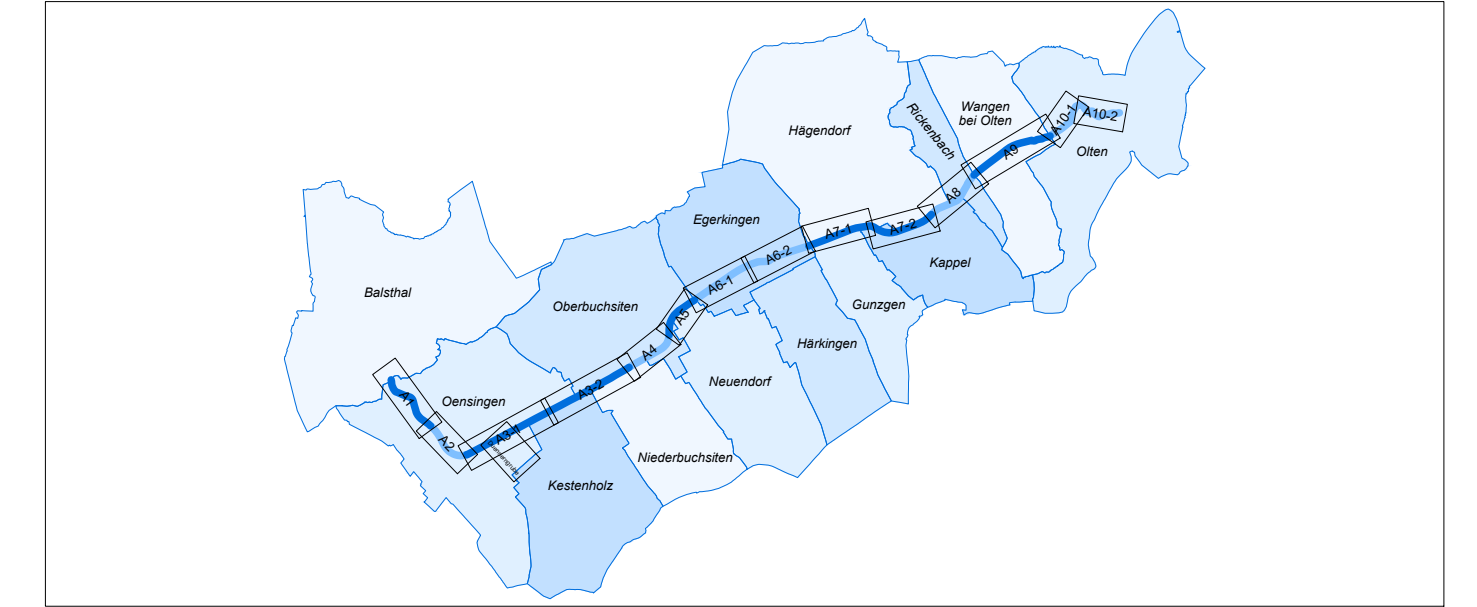 Hägendorf
Rickenbach
Wangen
bei Olten
A10-1
A10-2
Olten
A9
A8
Egerkingen
A7-1
A7-2
A6-2
A6-1
Kappel
Balsthal
Oberbuchsiten
Gunzgen
A5
Härkingen
A4
Neuendorf
A3-2
Oensingen
A1
A2
A3-1
Niederbuchsiten
Kestenholz